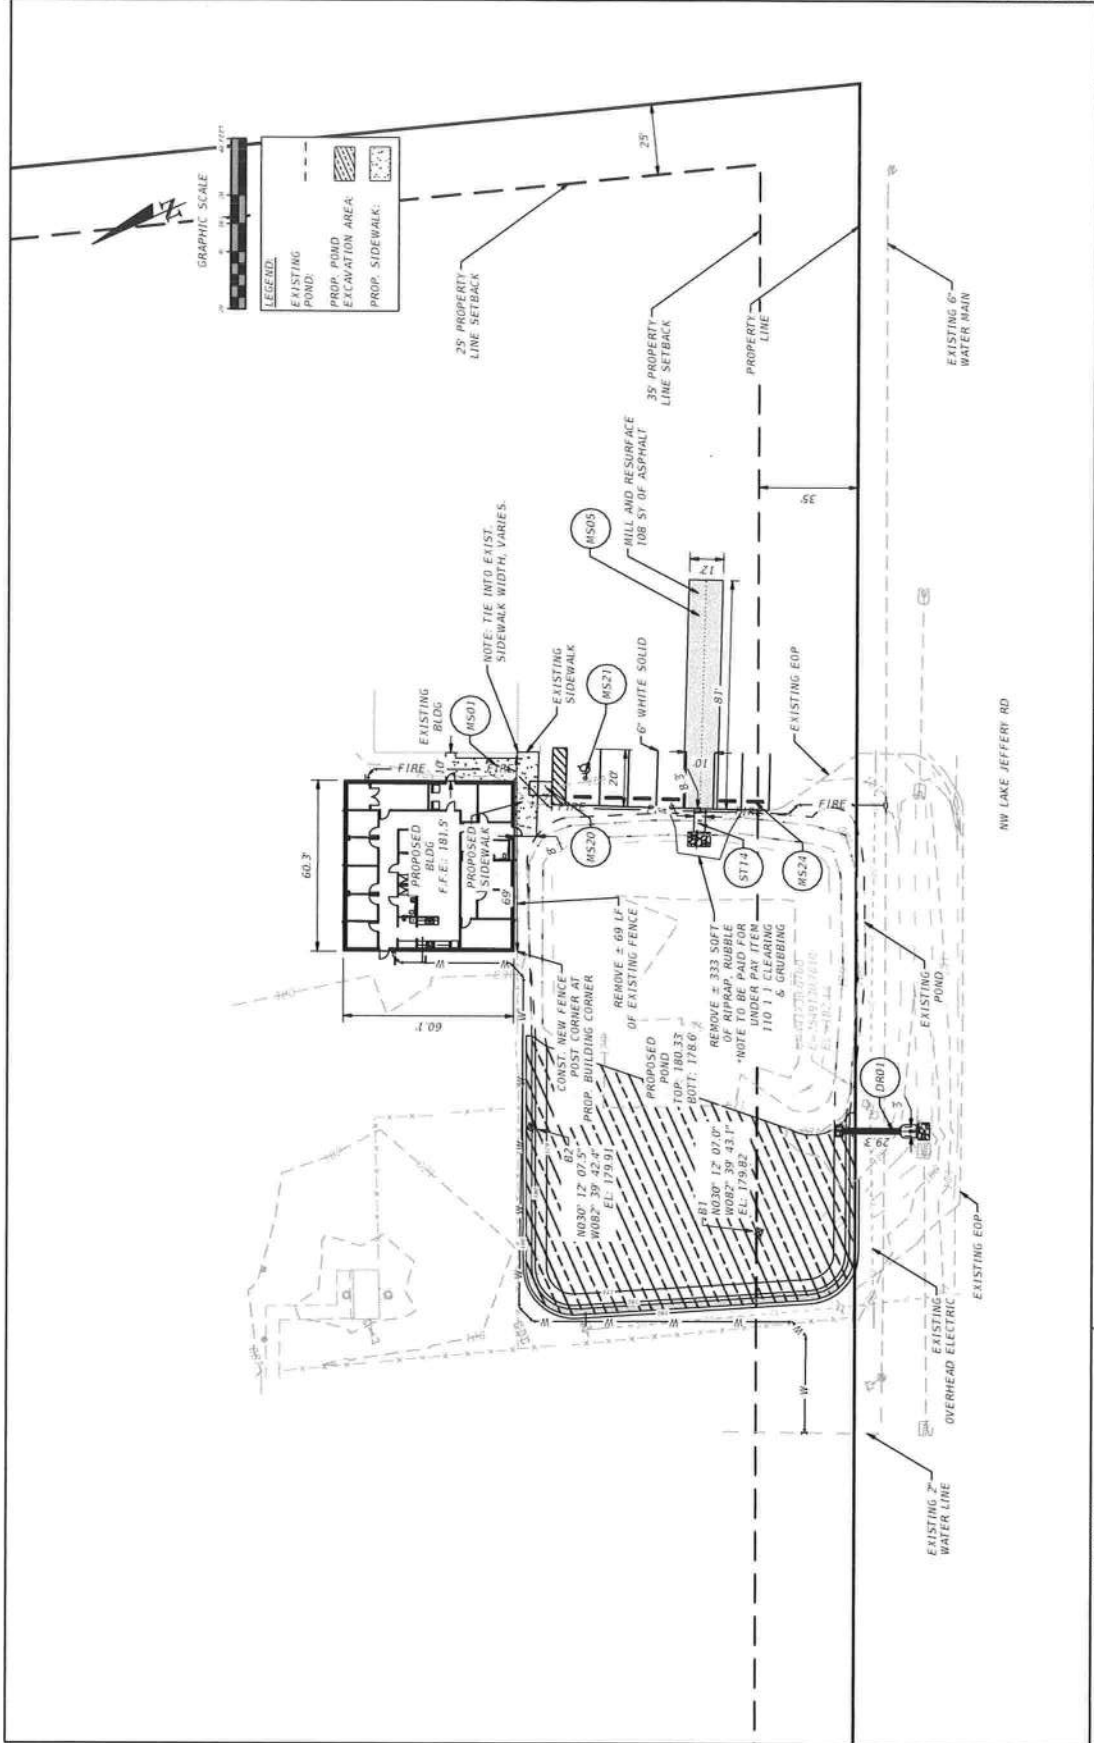 GRAPHIC SCALE
LEGEND:
EXISTING
POND:
PROP. POND
EXCAVATION AREA:
PROP. SIDEWALK:
25'
25' PROPERTY
LINE SETBACK
35' PROPERTY
LINE SETBACK
PROPERTY
LINE
EXISTING 6"
WATER MAIN
35'
MILL AND RESURFACE
108 SY OF ASPHALT
MS05
12'
81'
10'
NOTE: TIE INTO EXIST.
SIDEWALK WIDTH, VARIES.
EXISTING
SIDEWALK
MS21
6" WHITE SOLID
20'
EXISTING
BLDG
MS01
10'
FIRE
FIRE
FIRE
FIRE
FIRE
EXISTING EOP
NW LAKE JEFFERY RD
60.3'
60.1'
PROPOSED
BLDG
F.F.E.: 181.5'
PROPOSED
SIDEWALK
69'
8'
MS20
ST14
MS24
REMOVE ± 69 LF
OF EXISTING FENCE
CONST. NEW FENCE
POST CORNER AT
PROP. BUILDING CORNER
REMOVE ± 333 SQFT
OF RIPRAP, RUBBLE
*NOTE TO BE PAID FOR
UNDER PAY ITEM
110 1 1 CLEARING
& GRUBBING
PROPOSED
POND
TOP: 180.33'
BOTT: 178.6'
B2
N030° 12' 07.5"
W082° 39' 42.4"
EL: 179.91
B1
N030° 12' 07.0"
W082° 39' 43.1"
EL: 179.82
EXISTING
POND
DR01
29.3'
3'
EXISTING EOP
EXISTING
OVERHEAD ELECTRIC
EXISTING 2"
WATER LINE
W
W
W
W
W
W
W
W
W